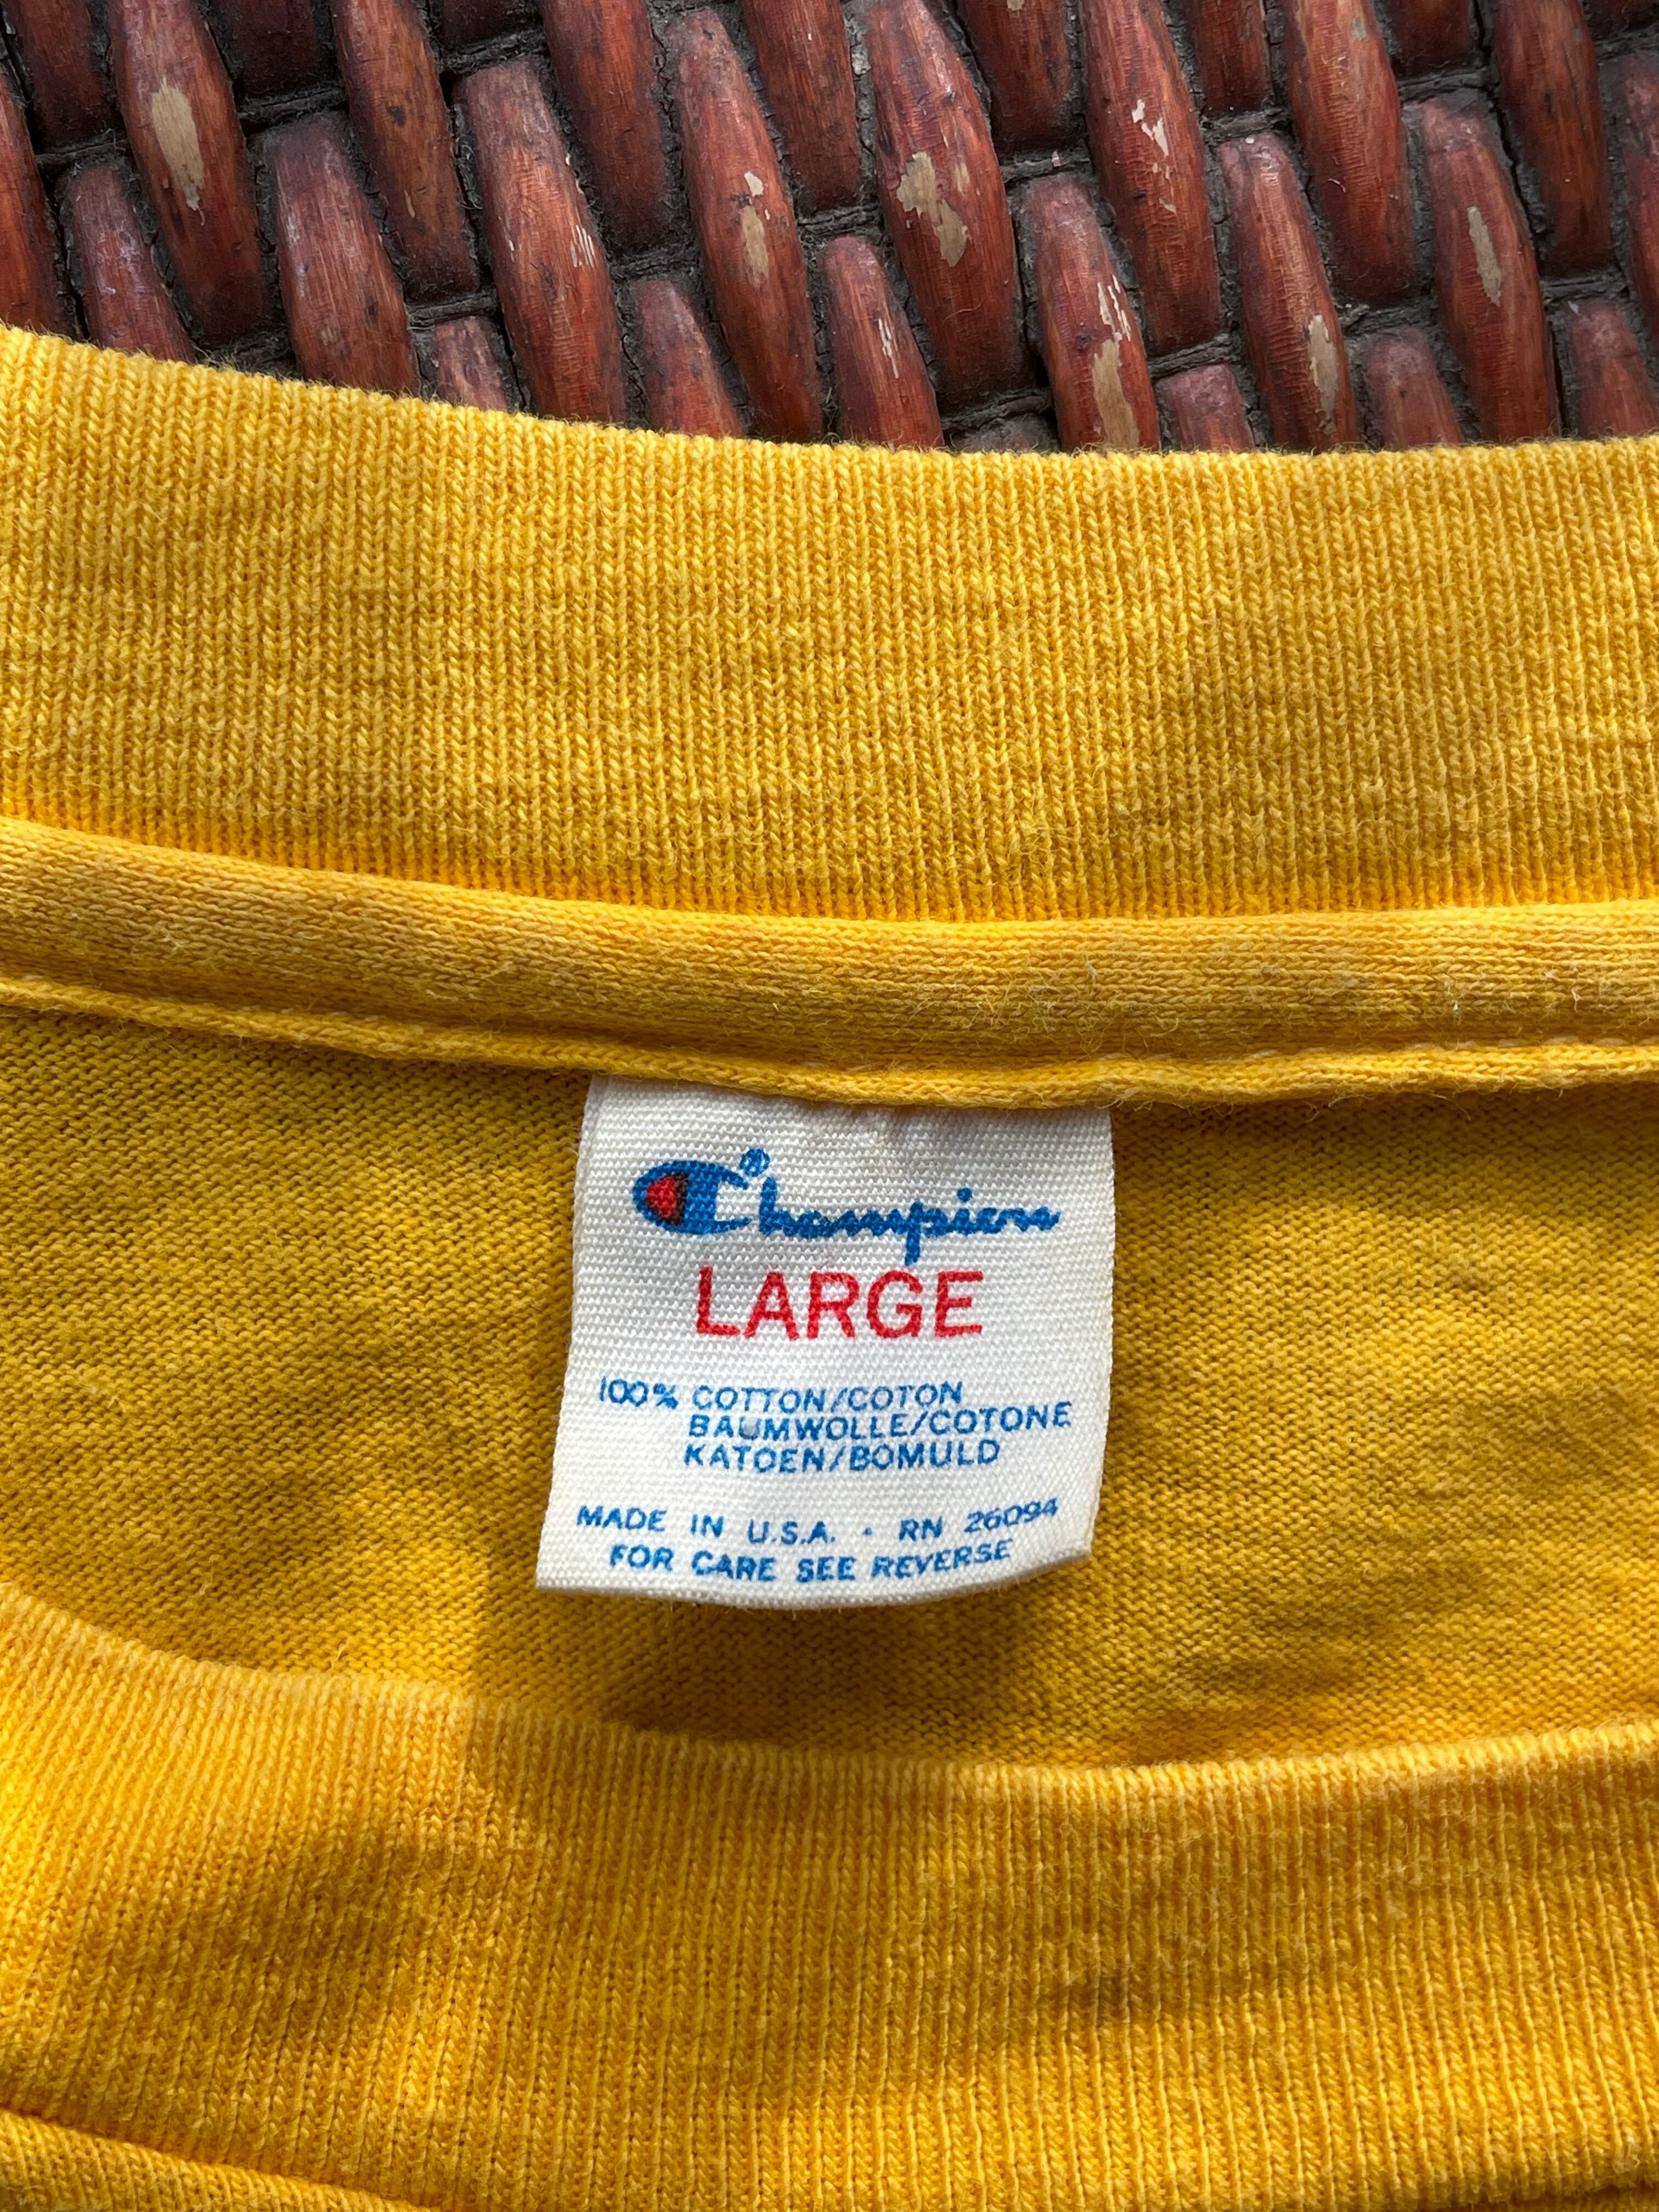 Champion
LARGE
100% COTTON/COTON
BAUMWOLLE/COTONE
KATOEN/BOMULD
MADE IN U.S.A. · RN 26094
FOR CARE SEE REVERSE